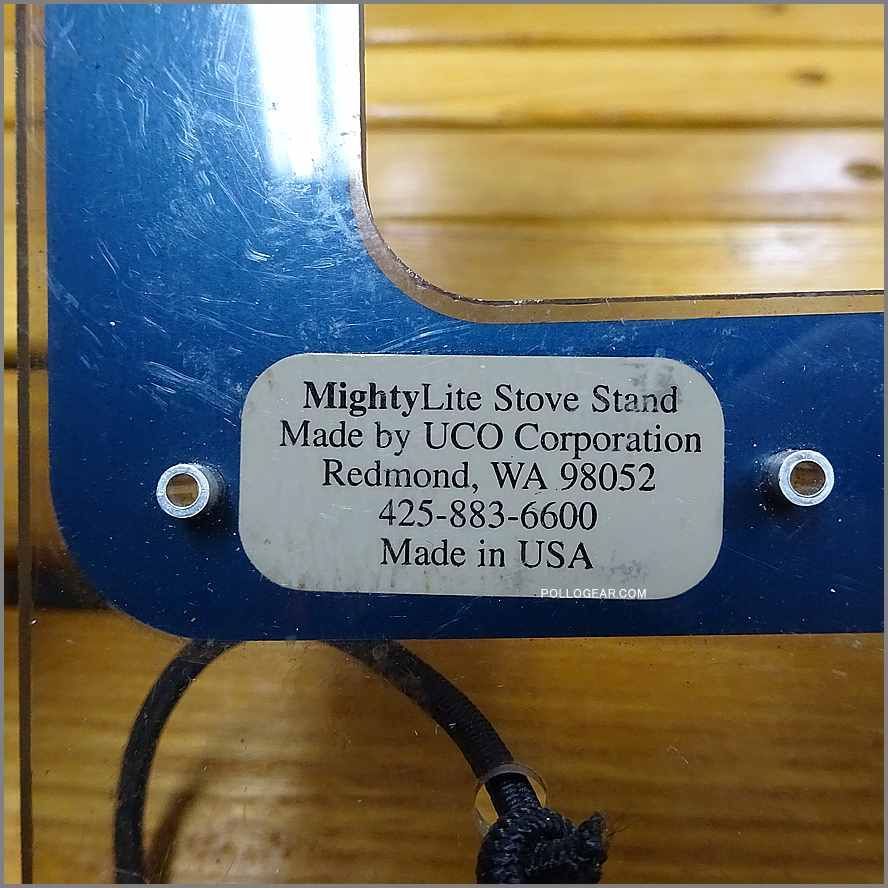 MightyLite Stove Stand
Made by UCO Corporation
Redmond, WA 98052
425-883-6600
Made in USA
POLLOGEAR.COM